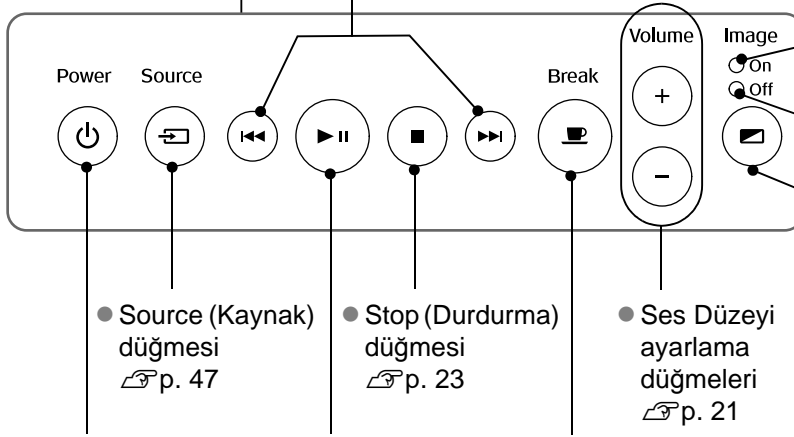 Volume Image
On
Power Source Break Off
● Source (Kaynak)
düğmesi
p. 47
● Stop (Durdurma)
düğmesi
p. 23
● Ses Düzeyi
ayarlama
düğmeleri
p. 21